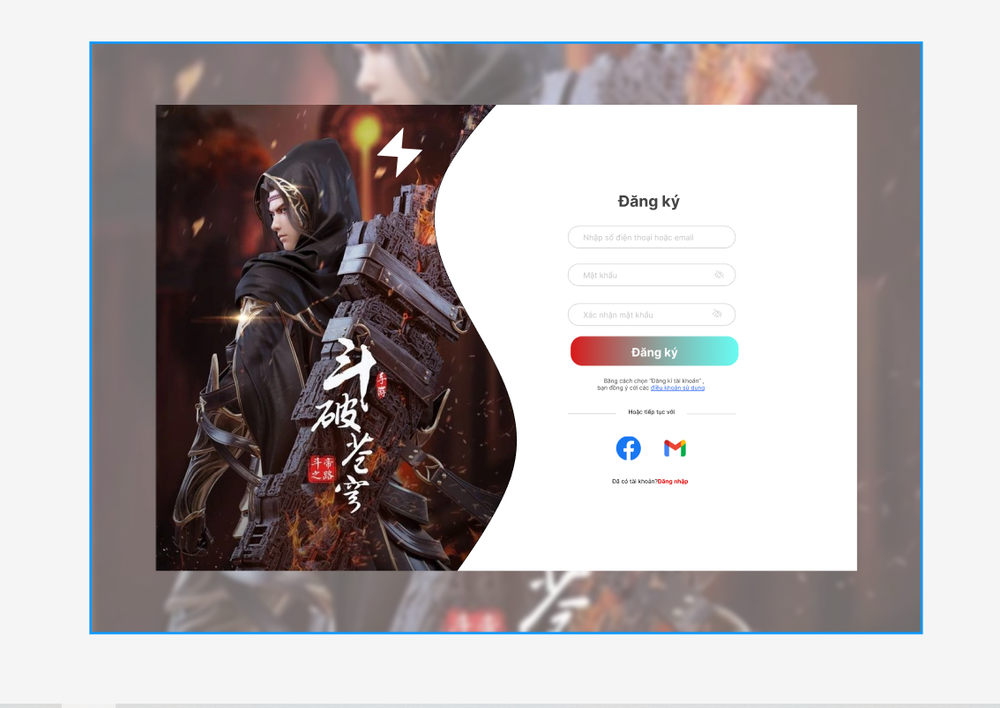 斗破苍穹
手游
斗帝
之路
Đăng ký
Nhập số điện thoại hoặc email
Mật khẩu
Xác nhận mật khẩu
Đăng ký
Bằng cách chọn "Đăng kí tài khoản" ,
bạn đồng ý cời các điều khoản sử dụng
Hoặc tiếp tục với
Đã có tài khoản?Đăng nhập